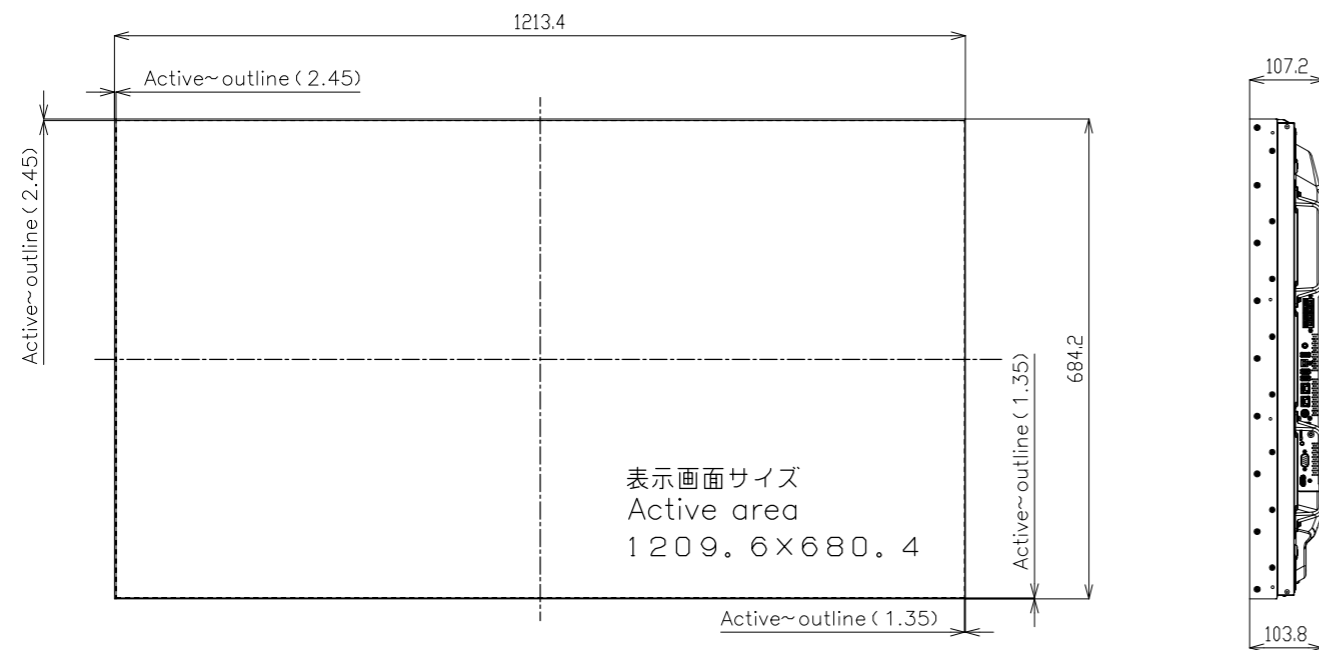 1213.4
Active~outline(2.45)
107.2
Active~outline(2.45)
684.2
Active~outline(1.35)
表示画面サイズ
Active area
1209.6×680.4
Active~outline(1.35)
103.8